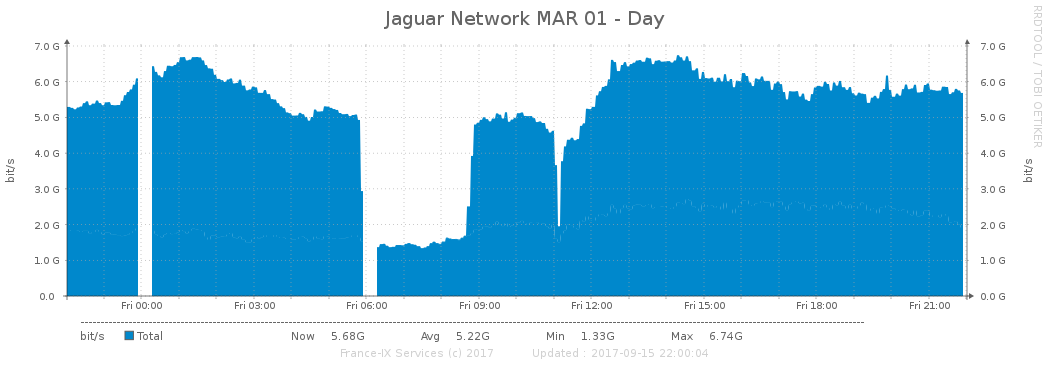 Jaguar Network MAR 01 - Day
RRDTOOL / TOBI OETIKER
7.0 G 7.0 G
6.0 G 6.0 G
5.0 G 5.0 G
4.0 G 4.0 G
3.0 G 3.0 G
2.0 G 2.0 G
1.0 G 1.0 G
0.0 0.0 G
bit/s bit/s
Fri 00:00 Fri 03:00 Fri 06:00 Fri 09:00 Fri 12:00 Fri 15:00 Fri 18:00 Fri 21:00
bit/s Total Now 5.68G Avg 5.22G Min 1.33G Max 6.74G
France-IX Services (c) 2017 Updated : 2017-09-15 22:00:04